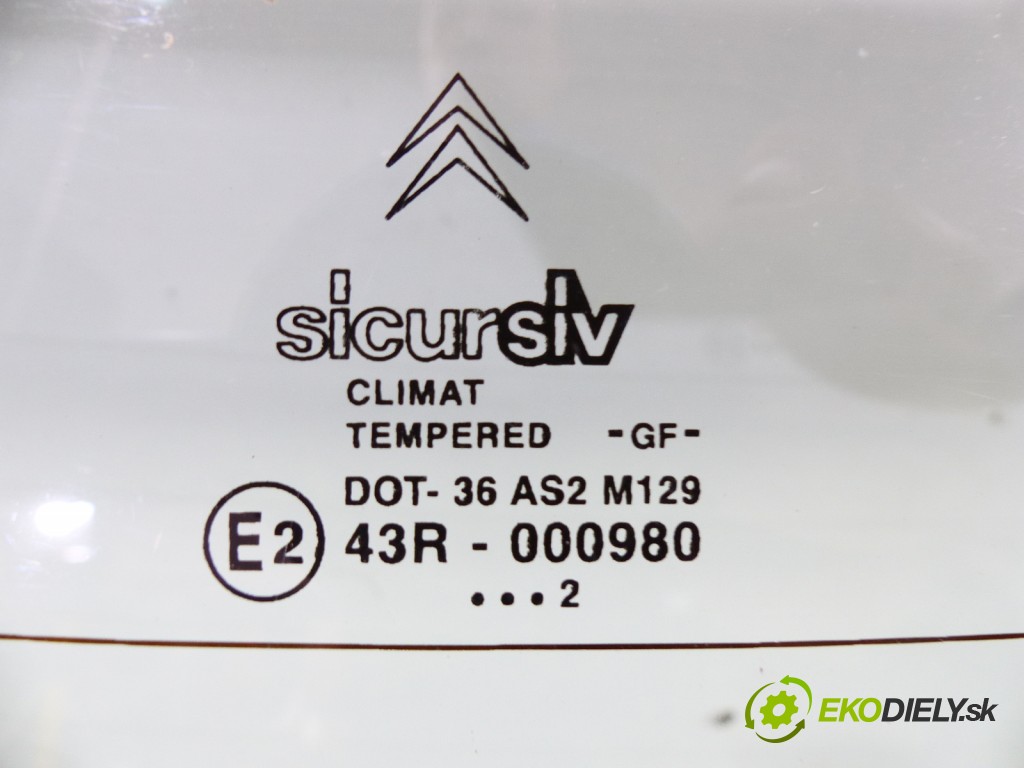 sicursiv
CLIMAT
TEMPERED -GF-
DOT- 36 AS2 M129
E2 43R - 000980
•••2
EKODIELY.sk